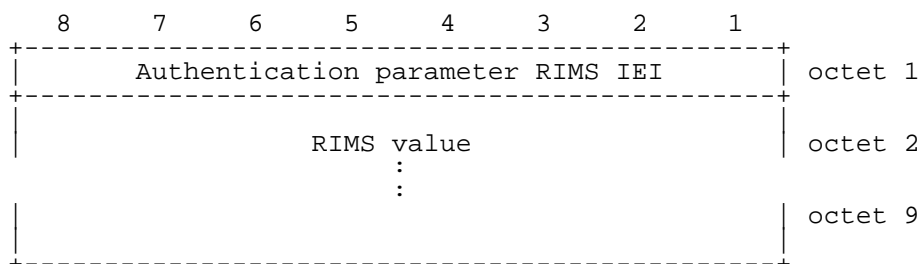 8 7 6 5 4 3 2 1
Authentication parameter RIMS IEI octet 1
RIMS value octet 2
:
:
octet 9